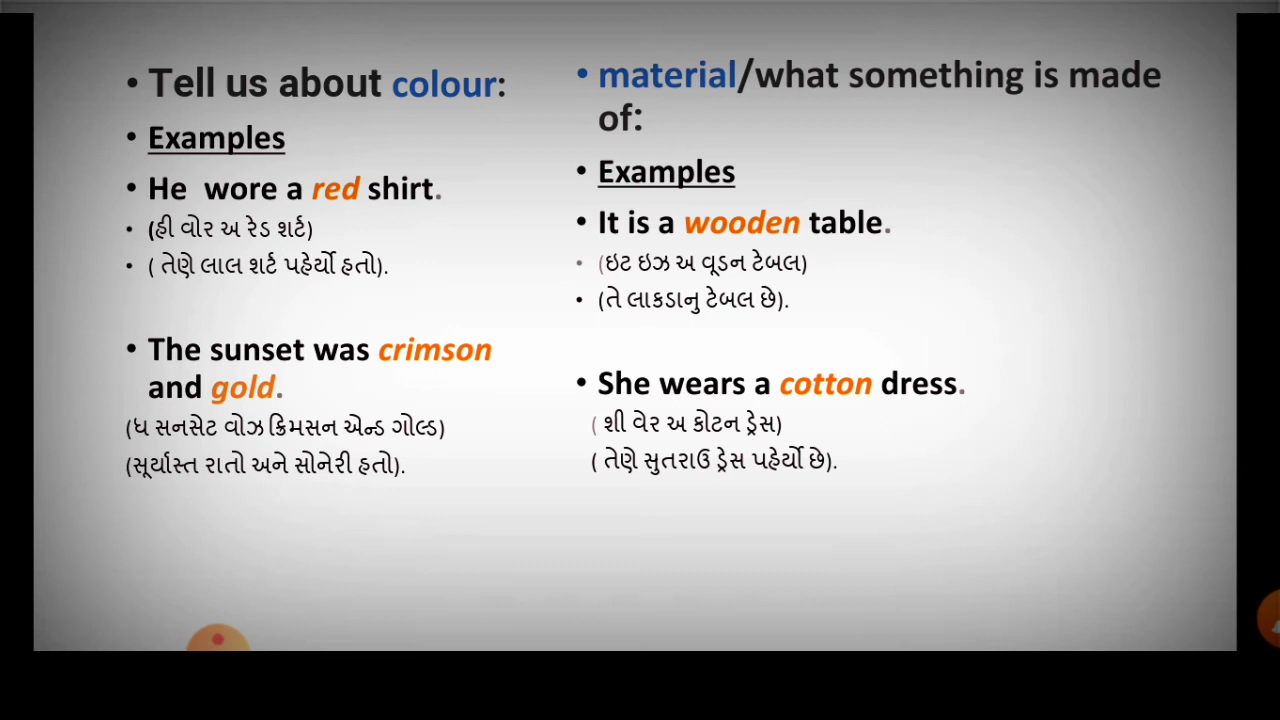 • Tell us about colour:
• Examples
• He wore a red shirt.
• (હી વોર અ રેડ શર્ટ)
• ( તેણે લાલ શર્ટ પહેર્યો હતો).
• The sunset was crimson
and gold.
(ધ સનસેટ વોઝ ક્રિમસન એન્ડ ગોલ્ડ)
(સૂર્યાસ્ત રાતો અને સોનેરી હતો).
• material/what something is made
of:
• Examples
• It is a wooden table.
• (ઇટ ઇઝ અ વૂડન ટેબલ)
• (તે લાકડાનુ ટેબલ છે).
• She wears a cotton dress.
( શી વેર અ કોટન ડ્રેસ)
( તેણે સુતરાઉ ડ્રેસ પહેર્યો છે).